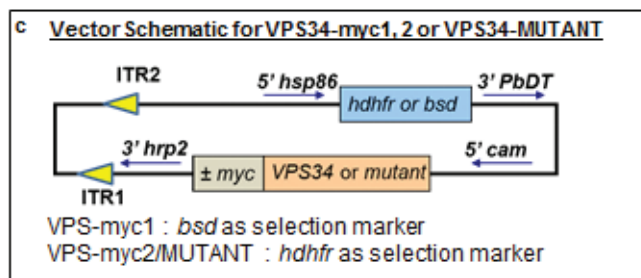 c Vector Schematic for VPS34-myc1, 2 or VPS34-MUTANT
ITR2
5' hsp86
3' PbDT
hdhfr or bsd
3' hrp2
5' cam
± myc
VPS34 or mutant
ITR1
VPS-myc1 : bsd as selection marker
VPS-myc2/MUTANT : hdhfr as selection marker